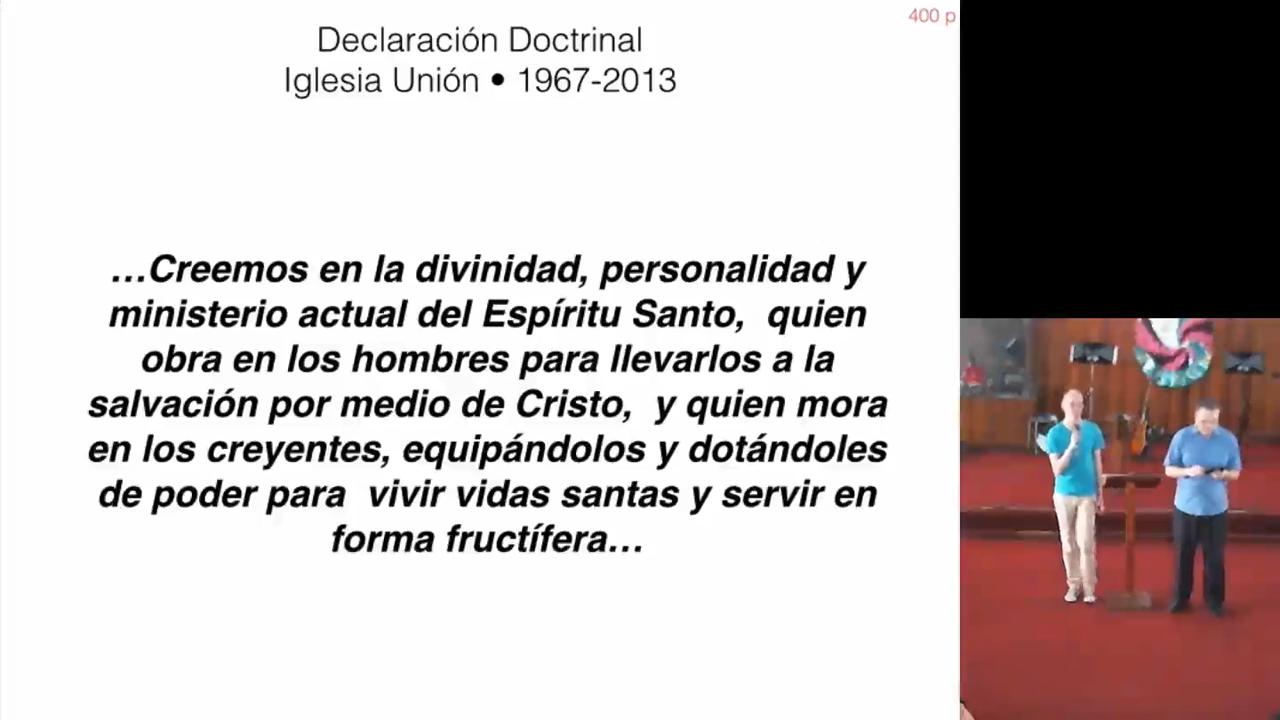 400 p
Declaración Doctrinal
Iglesia Unión • 1967-2013
...Creemos en la divinidad, personalidad y
ministerio actual del Espíritu Santo, quien
obra en los hombres para llevarlos a la
salvación por medio de Cristo, y quien mora
en los creyentes, equipándolos y dotándoles
de poder para vivir vidas santas y servir en
forma fructífera...